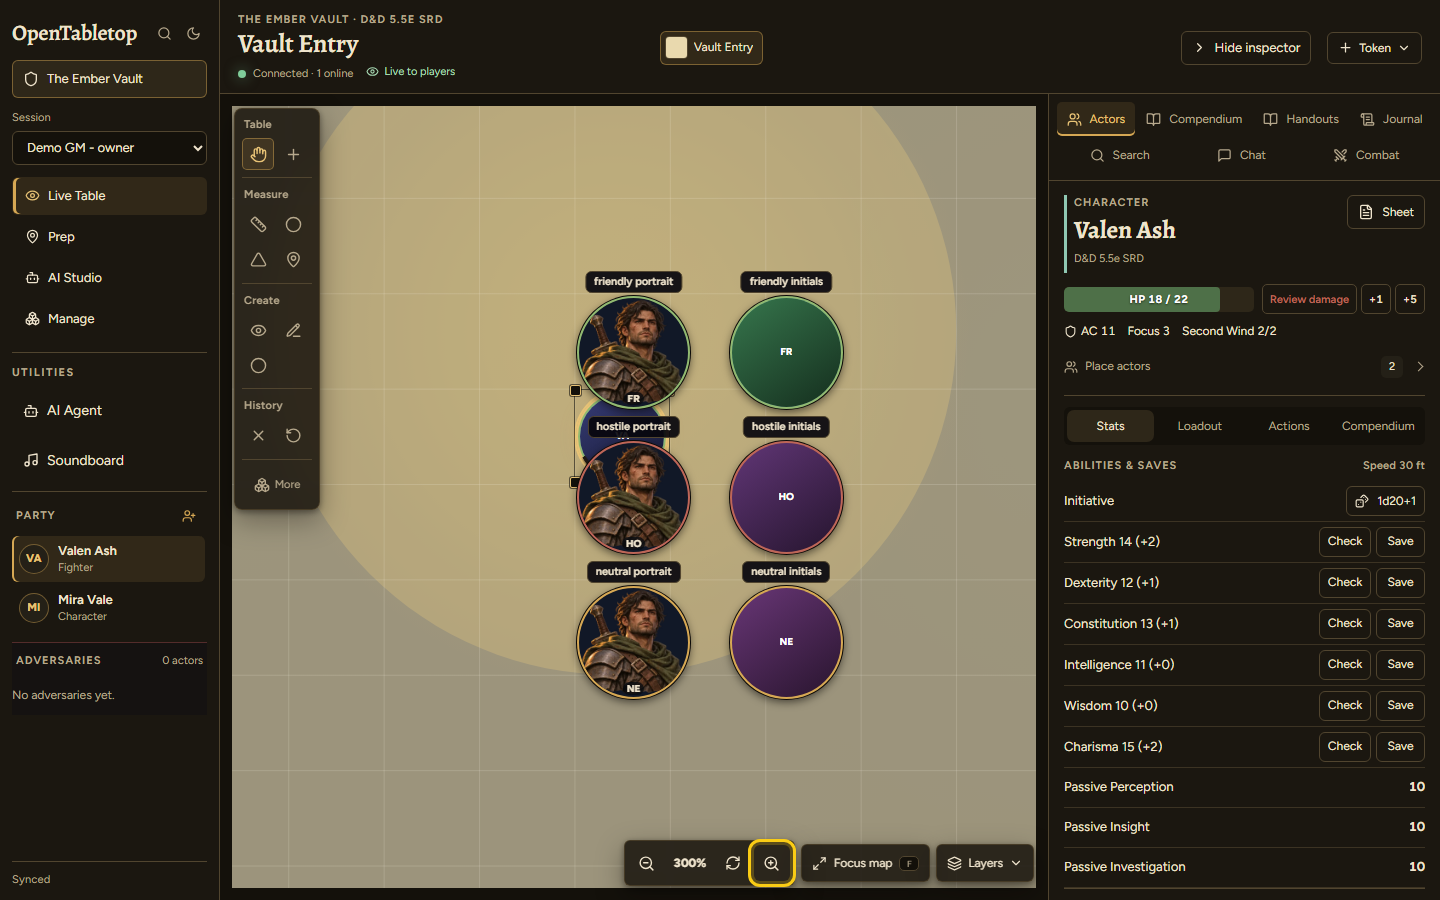 OpenTabletop
The Ember Vault
Session
Demo GM - owner
Live Table
Prep
AI Studio
Manage
UTILITIES
AI Agent
Soundboard
PARTY
VA
Valen Ash
Fighter
MI
Mira Vale
Character
ADVERSARIES
0 actors
No adversaries yet.
Synced
THE EMBER VAULT · D&D 5.5E SRD
Vault Entry
Connected · 1 online
Live to players
Vault Entry
Hide inspector
Token
Table
Measure
Create
History
More
friendly portrait
friendly initials
FR
FR
hostile portrait
hostile initials
HO
HO
neutral portrait
neutral initials
NE
NE
300%
Focus map
F
Layers
Actors
Compendium
Handouts
Journal
Search
Chat
Combat
CHARACTER
Valen Ash
D&D 5.5e SRD
Sheet
HP 18 / 22
Review damage
+1
+5
AC 11
Focus 3
Second Wind 2/2
Place actors
2
Stats
Loadout
Actions
Compendium
ABILITIES & SAVES
Speed 30 ft
Initiative
1d20+1
Strength 14 (+2)
Check
Save
Dexterity 12 (+1)
Check
Save
Constitution 13 (+1)
Check
Save
Intelligence 11 (+0)
Check
Save
Wisdom 10 (+0)
Check
Save
Charisma 15 (+2)
Check
Save
Passive Perception
10
Passive Insight
10
Passive Investigation
10